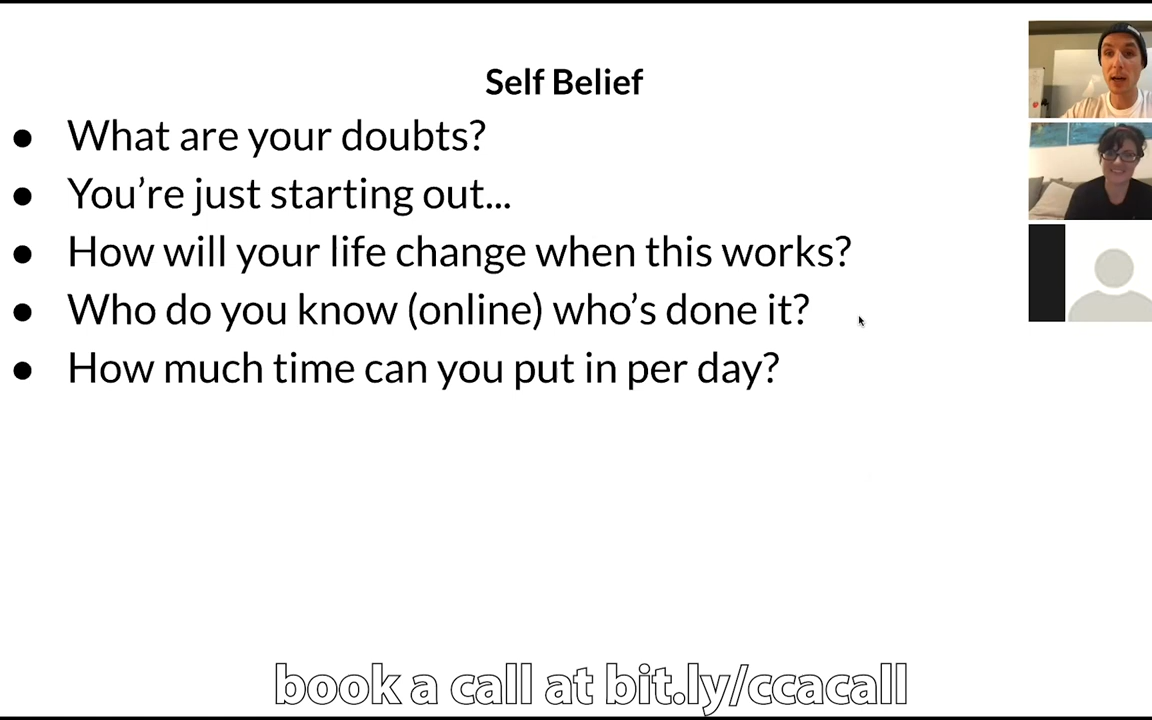 Self Belief
● What are your doubts?
● You’re just starting out...
● How will your life change when this works?
● Who do you know (online) who’s done it?
● How much time can you put in per day?
book a call at bit.ly/ccacall